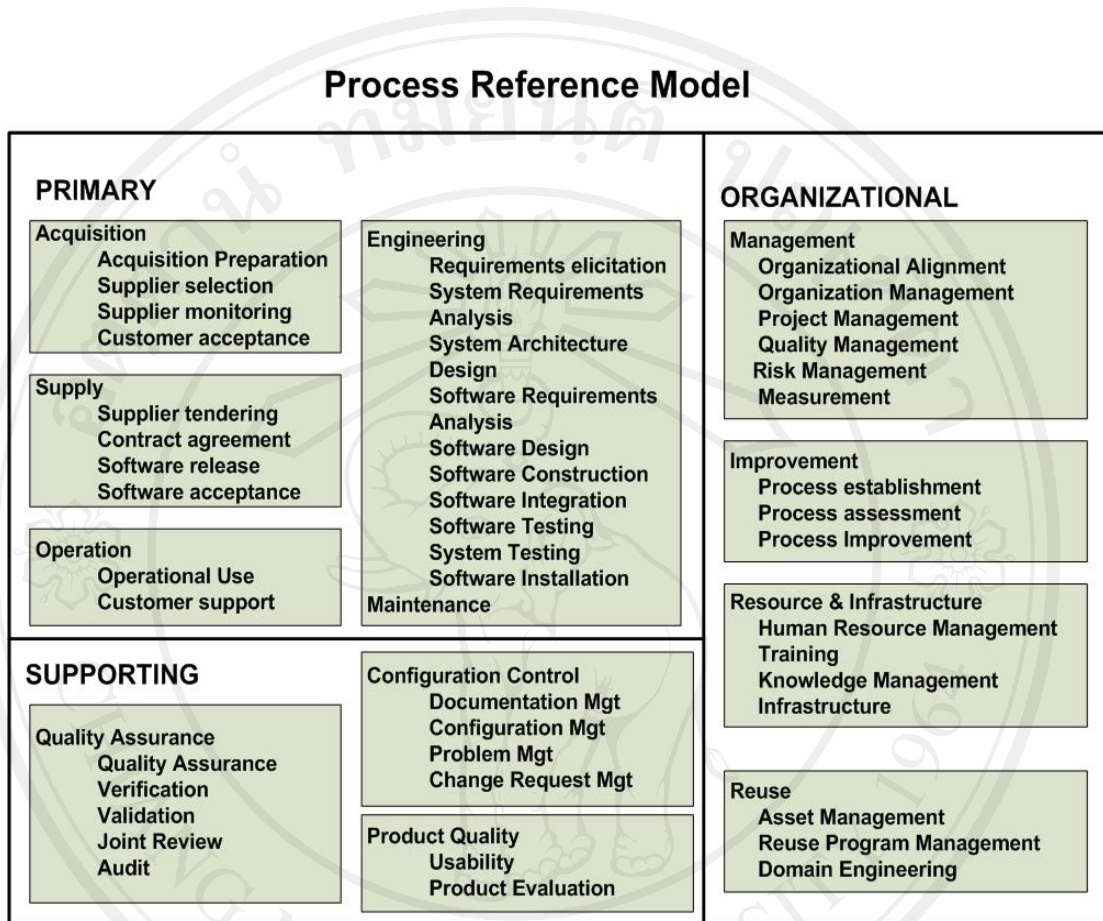 Process Reference Model
PRIMARY
Acquisition
Acquisition Preparation
Supplier selection
Supplier monitoring
Customer acceptance
Supply
Supplier tendering
Contract agreement
Software release
Software acceptance
Operation
Operational Use
Customer support
Engineering
Requirements elicitation
System Requirements
Analysis
System Architecture
Design
Software Requirements
Analysis
Software Design
Software Construction
Software Integration
Software Testing
System Testing
Software Installation
Maintenance
SUPPORTING
Quality Assurance
Quality Assurance
Verification
Validation
Joint Review
Audit
Configuration Control
Documentation Mgt
Configuration Mgt
Problem Mgt
Change Request Mgt
Product Quality
Usability
Product Evaluation
ORGANIZATIONAL
Management
Organizational Alignment
Organization Management
Project Management
Quality Management
Risk Management
Measurement
Improvement
Process establishment
Process assessment
Process Improvement
Resource & Infrastructure
Human Resource Management
Training
Knowledge Management
Infrastructure
Reuse
Asset Management
Reuse Program Management
Domain Engineering
1964